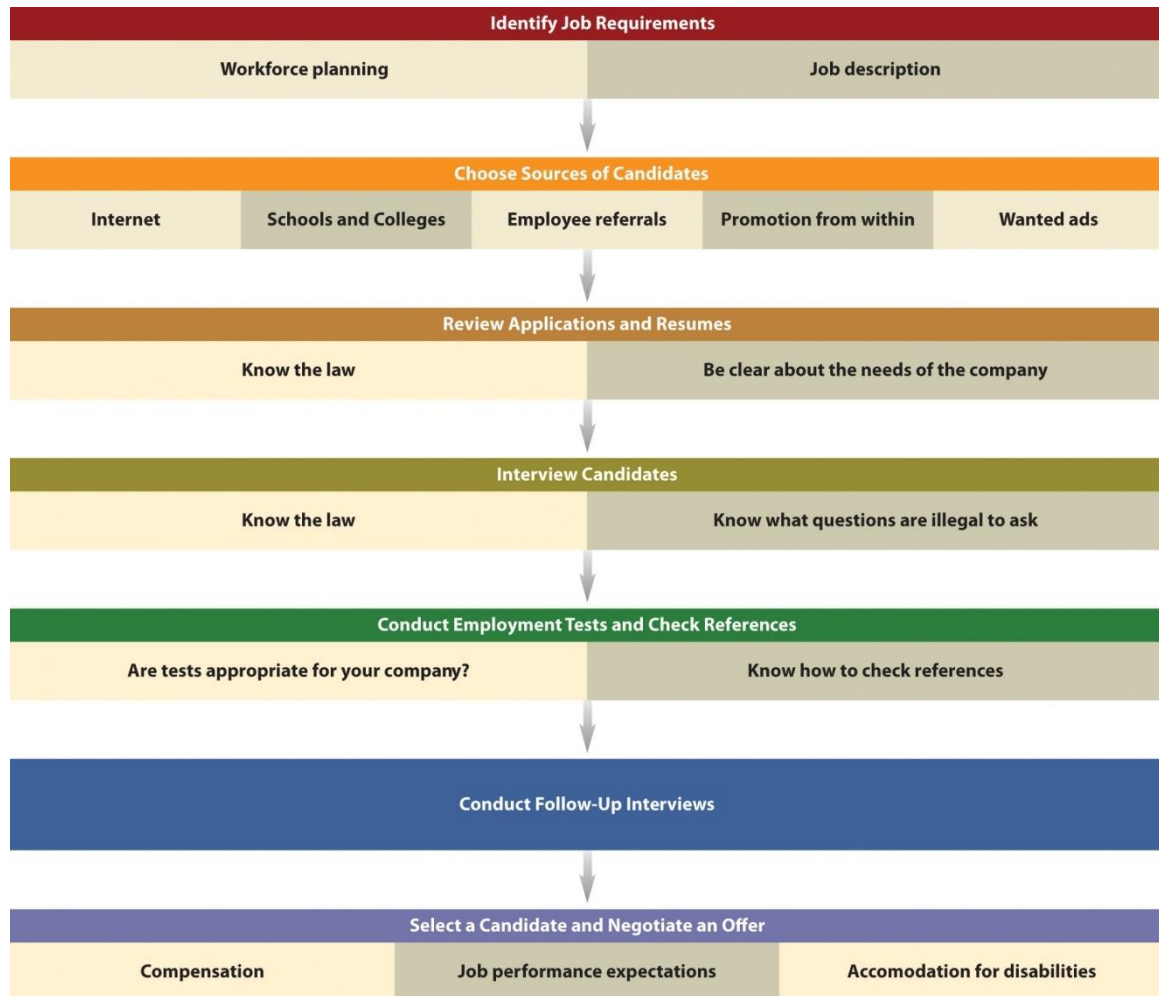 Identify Job Requirements
Workforce planning
Job description
Choose Sources of Candidates
Internet
Schools and Colleges
Employee referrals
Promotion from within
Wanted ads
Review Applications and Resumes
Know the law
Be clear about the needs of the company
Interview Candidates
Know the law
Know what questions are illegal to ask
Conduct Employment Tests and Check References
Are tests appropriate for your company?
Know how to check references
Conduct Follow-Up Interviews
Select a Candidate and Negotiate an Offer
Compensation
Job performance expectations
Accomodation for disabilities